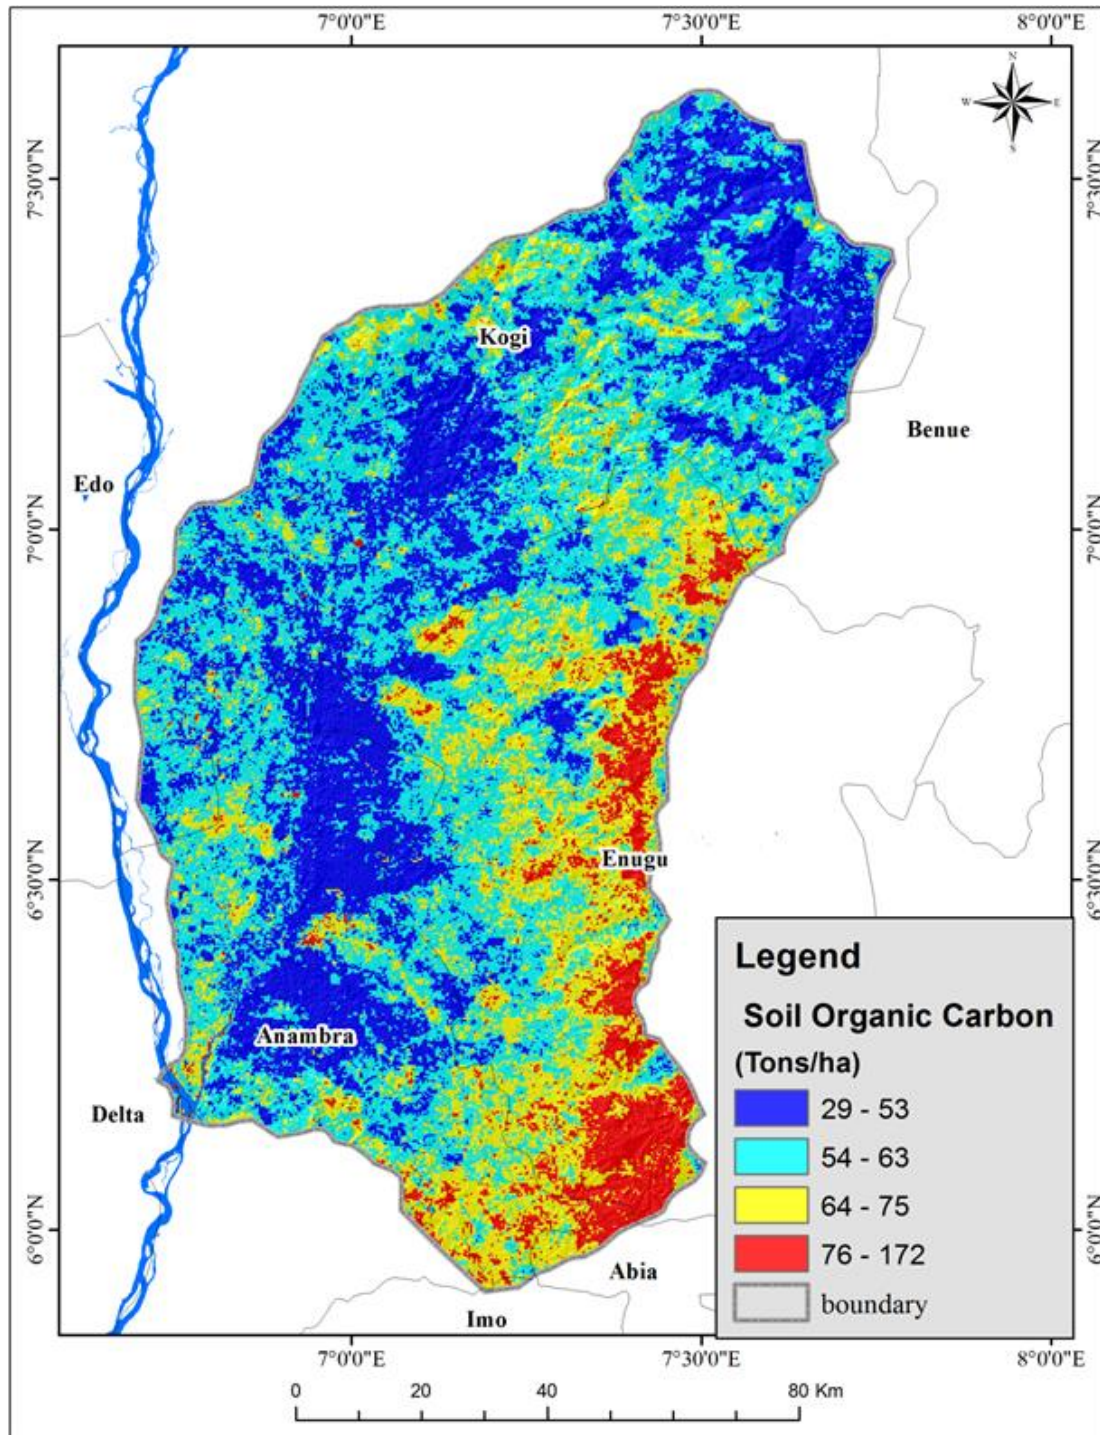 7°0'0"E 7°30'0"E 8°0'0"E
N
W E
S
7°30'0"N 7°30'0"N
Kogi
Benue
Edo
7°0'0"N 7°0'0"N
Enugu
6°30'0"N 6°30'0"N
Legend
Soil Organic Carbon
(Tons/ha)
29 - 53
54 - 63
64 - 75
76 - 172
boundary
Anambra
Delta
6°0'0"N 6°0'0"N
Abia
Imo
7°0'0"E 7°30'0"E 8°0'0"E
0 20 40 80 Km